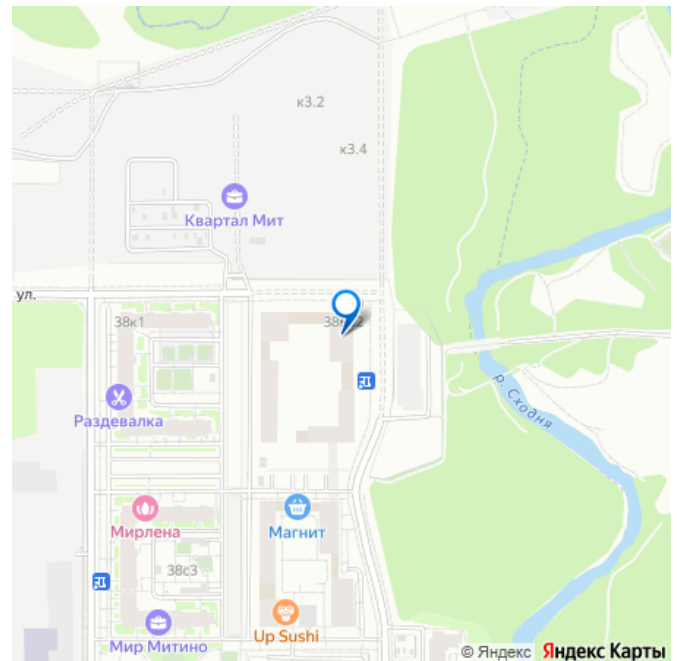 к3.2
к3.4
Квартал Мит
ул.
38к1
Раздевалка
р. Сходня
Мирлена
Магнит
38с3
Up Sushi
Мир Митино
© Яндекс Яндекс Карты